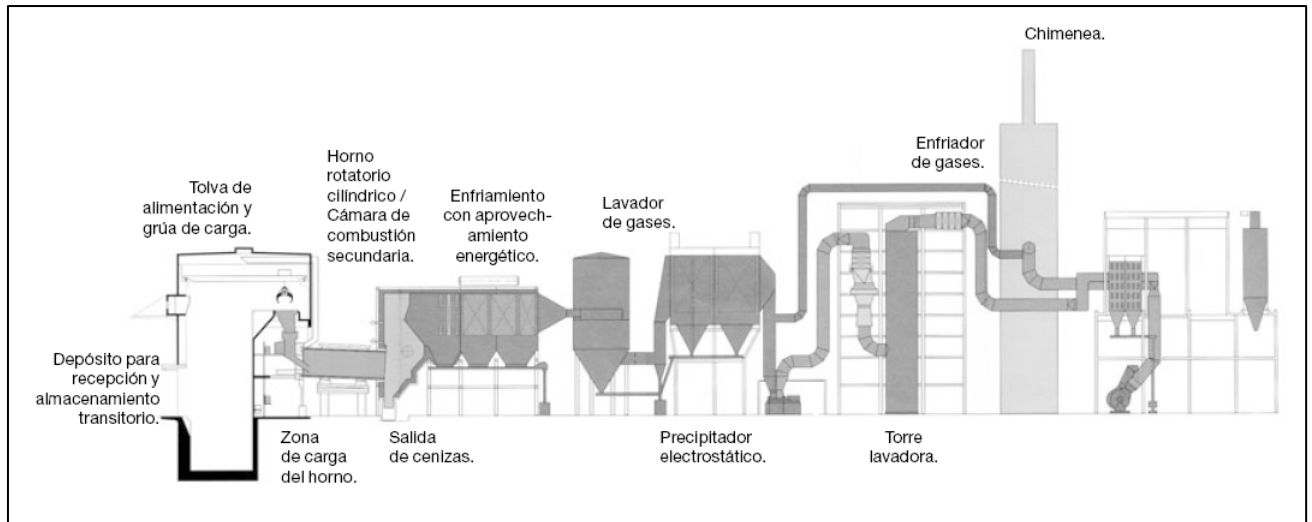 Chimenea.
Enfriador
de gases.
Horno
rotatorio
cilíndrico /
Cámara de
combustión
secundaria.
Tolva de
alimentación y
grúa de carga.
Enfriamiento
con aprovech-
amiento
energético.
Lavador
de gases.
Depósito para
recepción y
almacenamiento
transitorio.
Zona
de carga
del horno.
Salida
de cenizas.
Precipitador
electrostático.
Torre
lavadora.